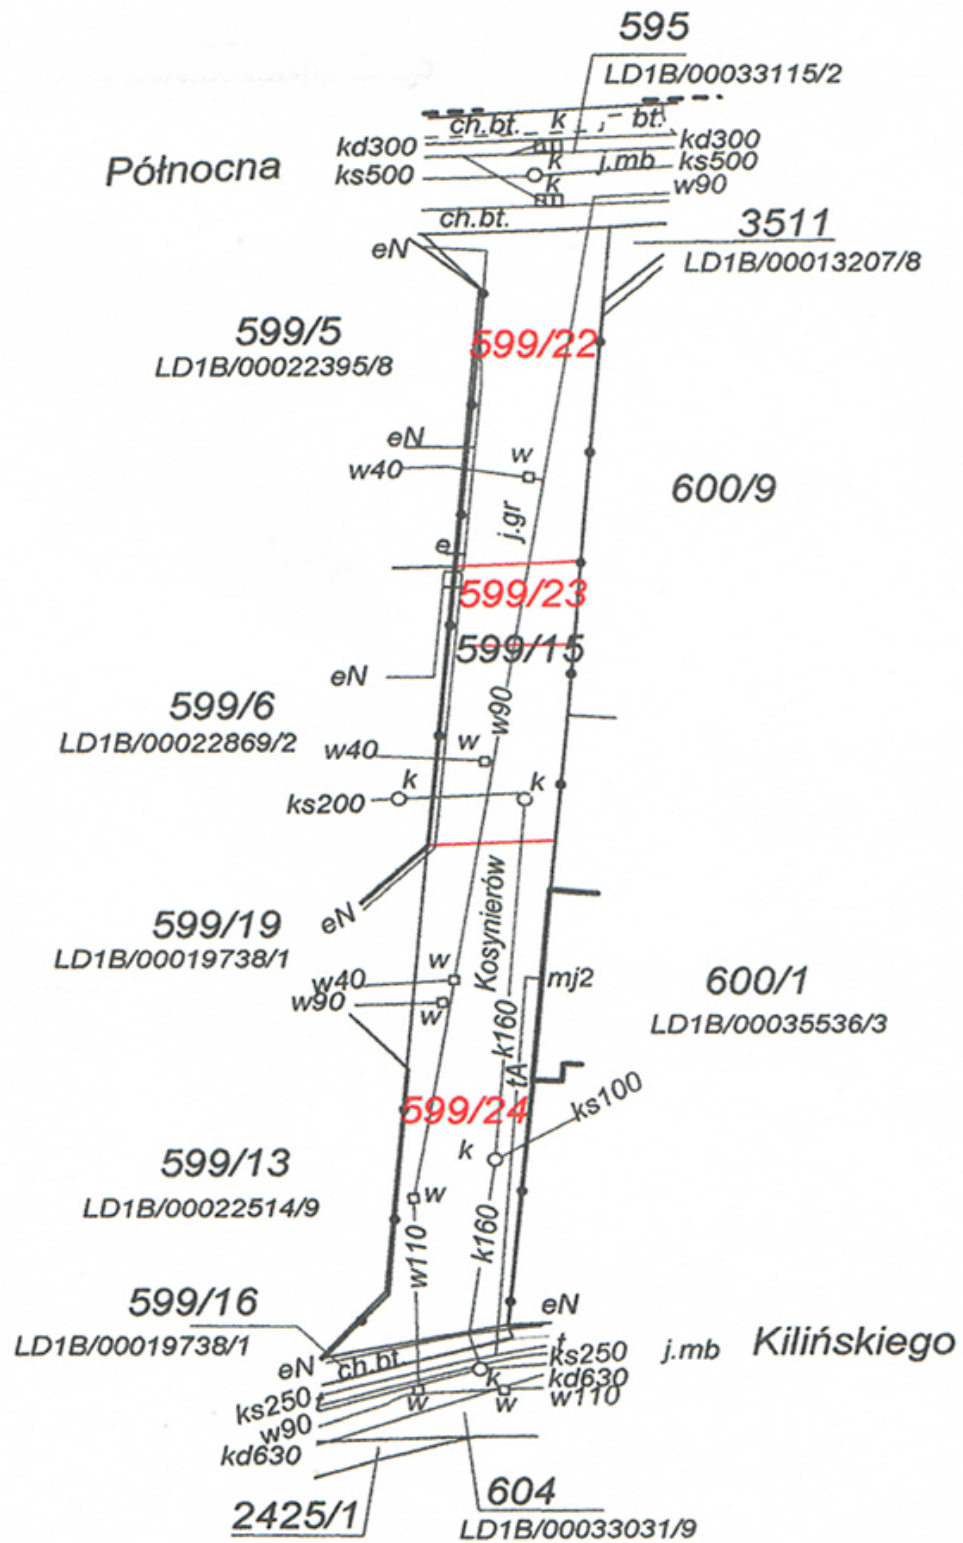 595
LD1B/00033115/2
ch.bt. k bt.
kd300 kd300
k j.mb ks500
ks500
Północna
k w90
ch.bt.
3511
LD1B/00013207/8
eN
599/5
LD1B/00022395/8
599/22
eN
w40 w
600/9
j.gr
e
599/23
599/15
eN
599/6
LD1B/00022869/2
w90
w40 w
k k
ks200
Kosynierów
eN
599/19
LD1B/00019738/1
w
w40
w90
w
mj2
600/1
LD1B/00035536/3
k160
tA
599/24
ks100
k
599/13
LD1B/00022514/9
w
k160
w110
599/16
LD1B/00019738/1
eN
Kilińskiego
j.mb
t
ks250
eN
ch.bt.
kd630
k
w110
ks250 t
w w
w90
kd630
2425/1
604
LD1B/00033031/9